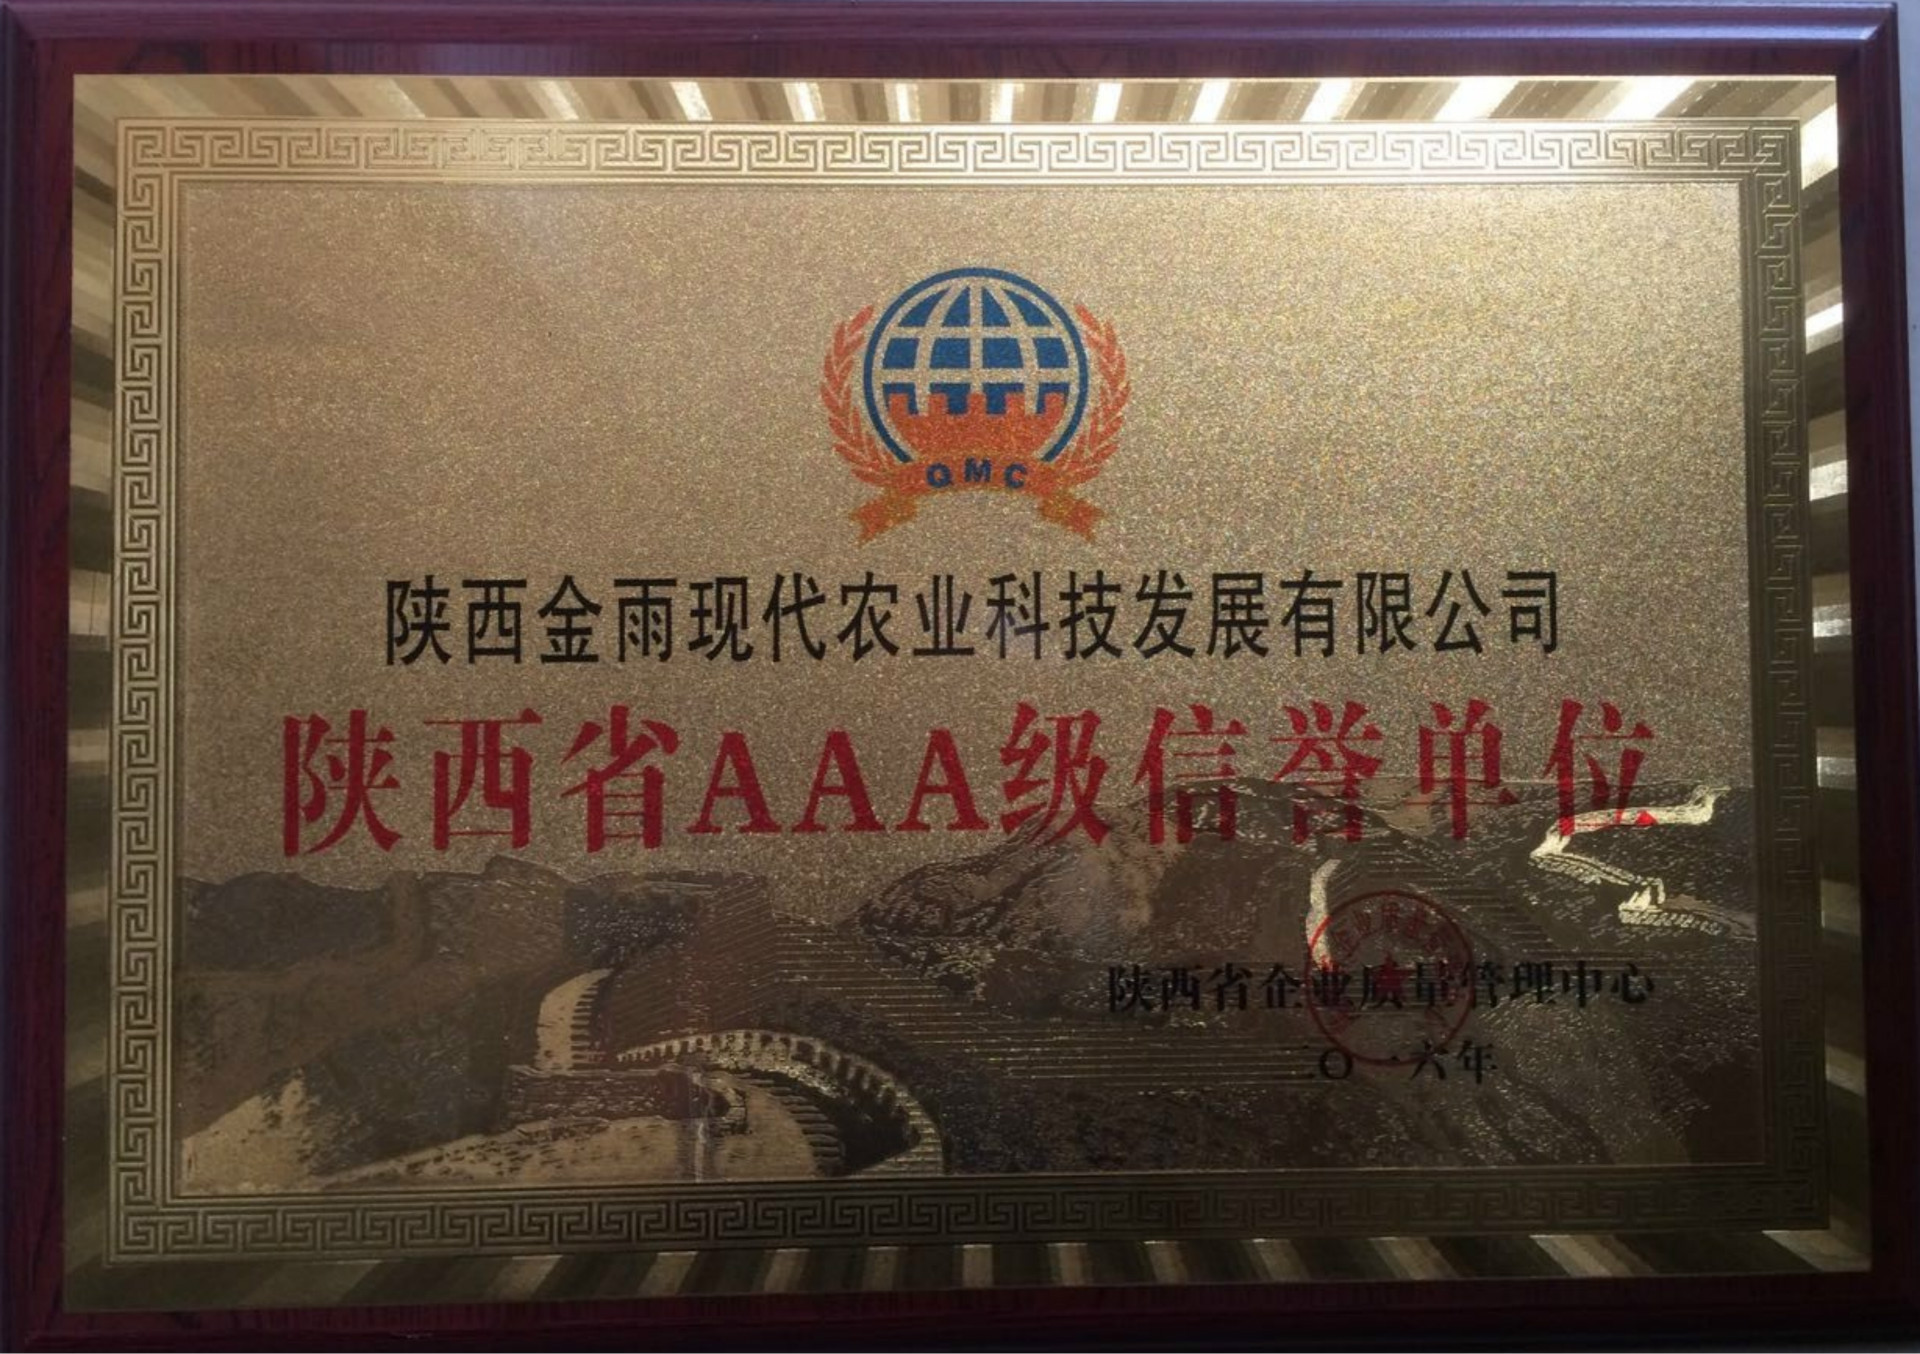 QMC
陕西金雨现代农业科技发展有限公司
陕西省AAA级信誉单位
陕西省企业质量管理中心
二〇一六年